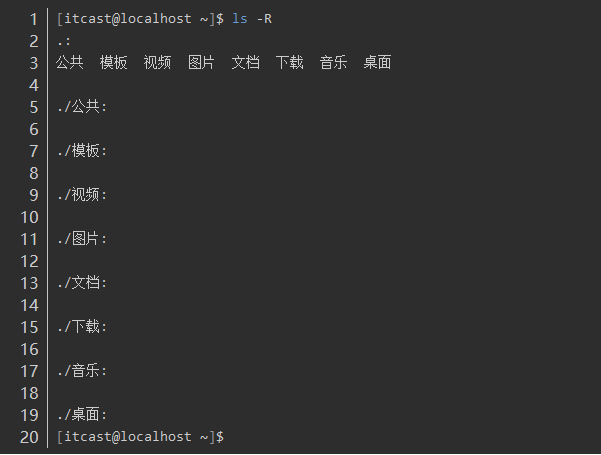 1 [itcast@localhost ~]$ ls -R
2 .:
3 公共  模板  视频  图片  文档  下载  音乐  桌面
4
5 ./公共:
6
7 ./模板:
8
9 ./视频:
10
11 ./图片:
12
13 ./文档:
14
15 ./下载:
16
17 ./音乐:
18
19 ./桌面:
20 [itcast@localhost ~]$